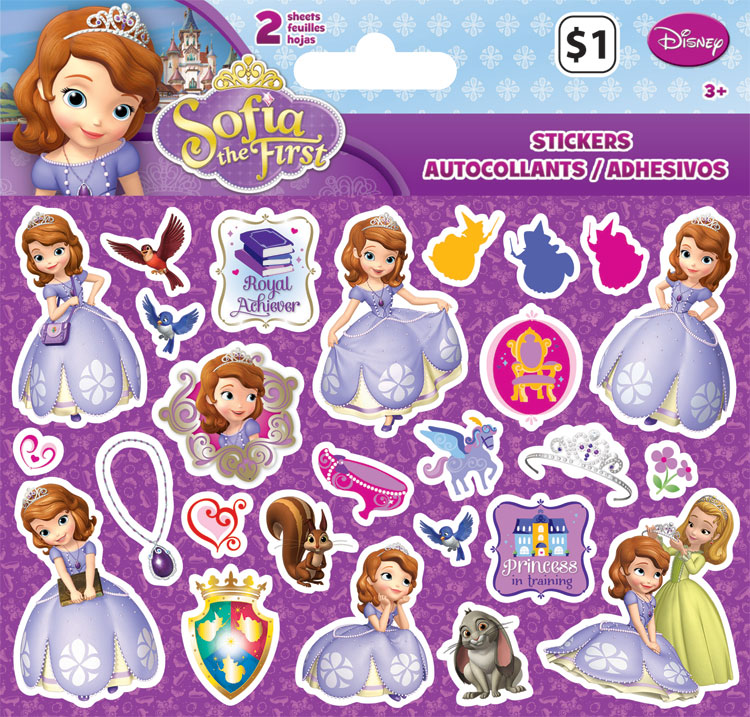 2 sheets
feuilles
hojas
$1
Disney
3+
Sofia
the First
STICKERS
AUTOCOLLANTS / ADHESIVOS
Royal
Achiever
Princess
in training